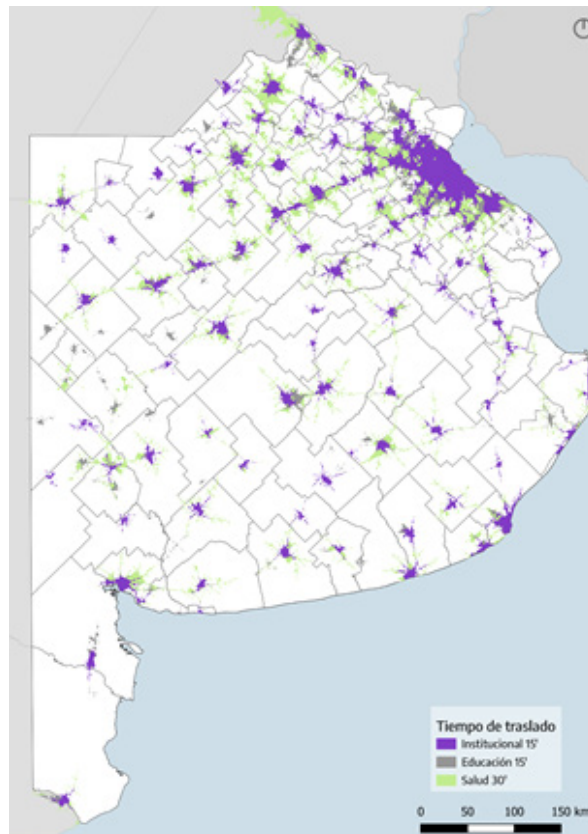 Tiempo de traslado
Institucional 15'
Educación 15'
Salud 30'
0 50 100 150 km